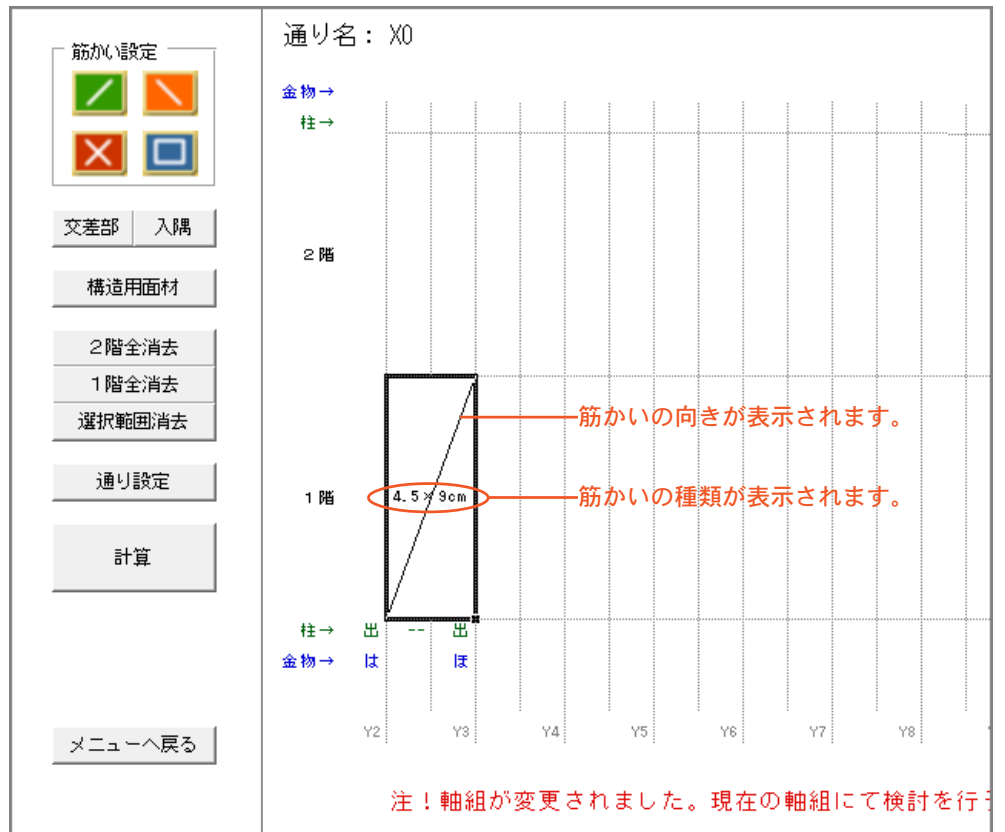 筋かい設定
交差部
入隅
構造用面材
２階全消去
１階全消去
選択範囲消去
通り設定
計算
メニューへ戻る
通り名： X0
金物→
柱→
２階
筋かいの向きが表示されます。
１階
4.5×9cm
筋かいの種類が表示されます。
柱→ 出 -- 出
金物→ は ほ
Y2 Y3 Y4 Y5 Y6 Y7 Y8
注！軸組が変更されました。現在の軸組にて検討を行